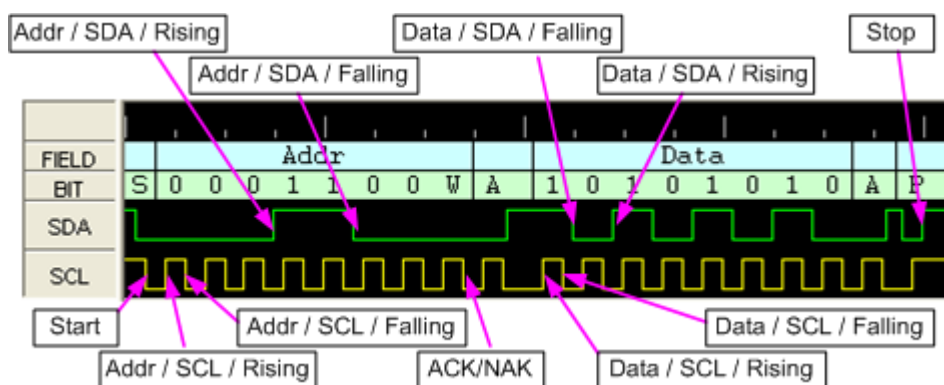 Addr / SDA / Rising Data / SDA / Falling Stop
Addr / SDA / Falling Data / SDA / Rising
FIELD Addr Data
BIT S 0 0 0 1 1 0 0 W A 1 0 1 0 1 0 1 0 A P
SDA
SCL
Start Addr / SCL / Falling Data / SCL / Falling
Addr / SCL / Rising ACK/NAK Data / SCL / Rising